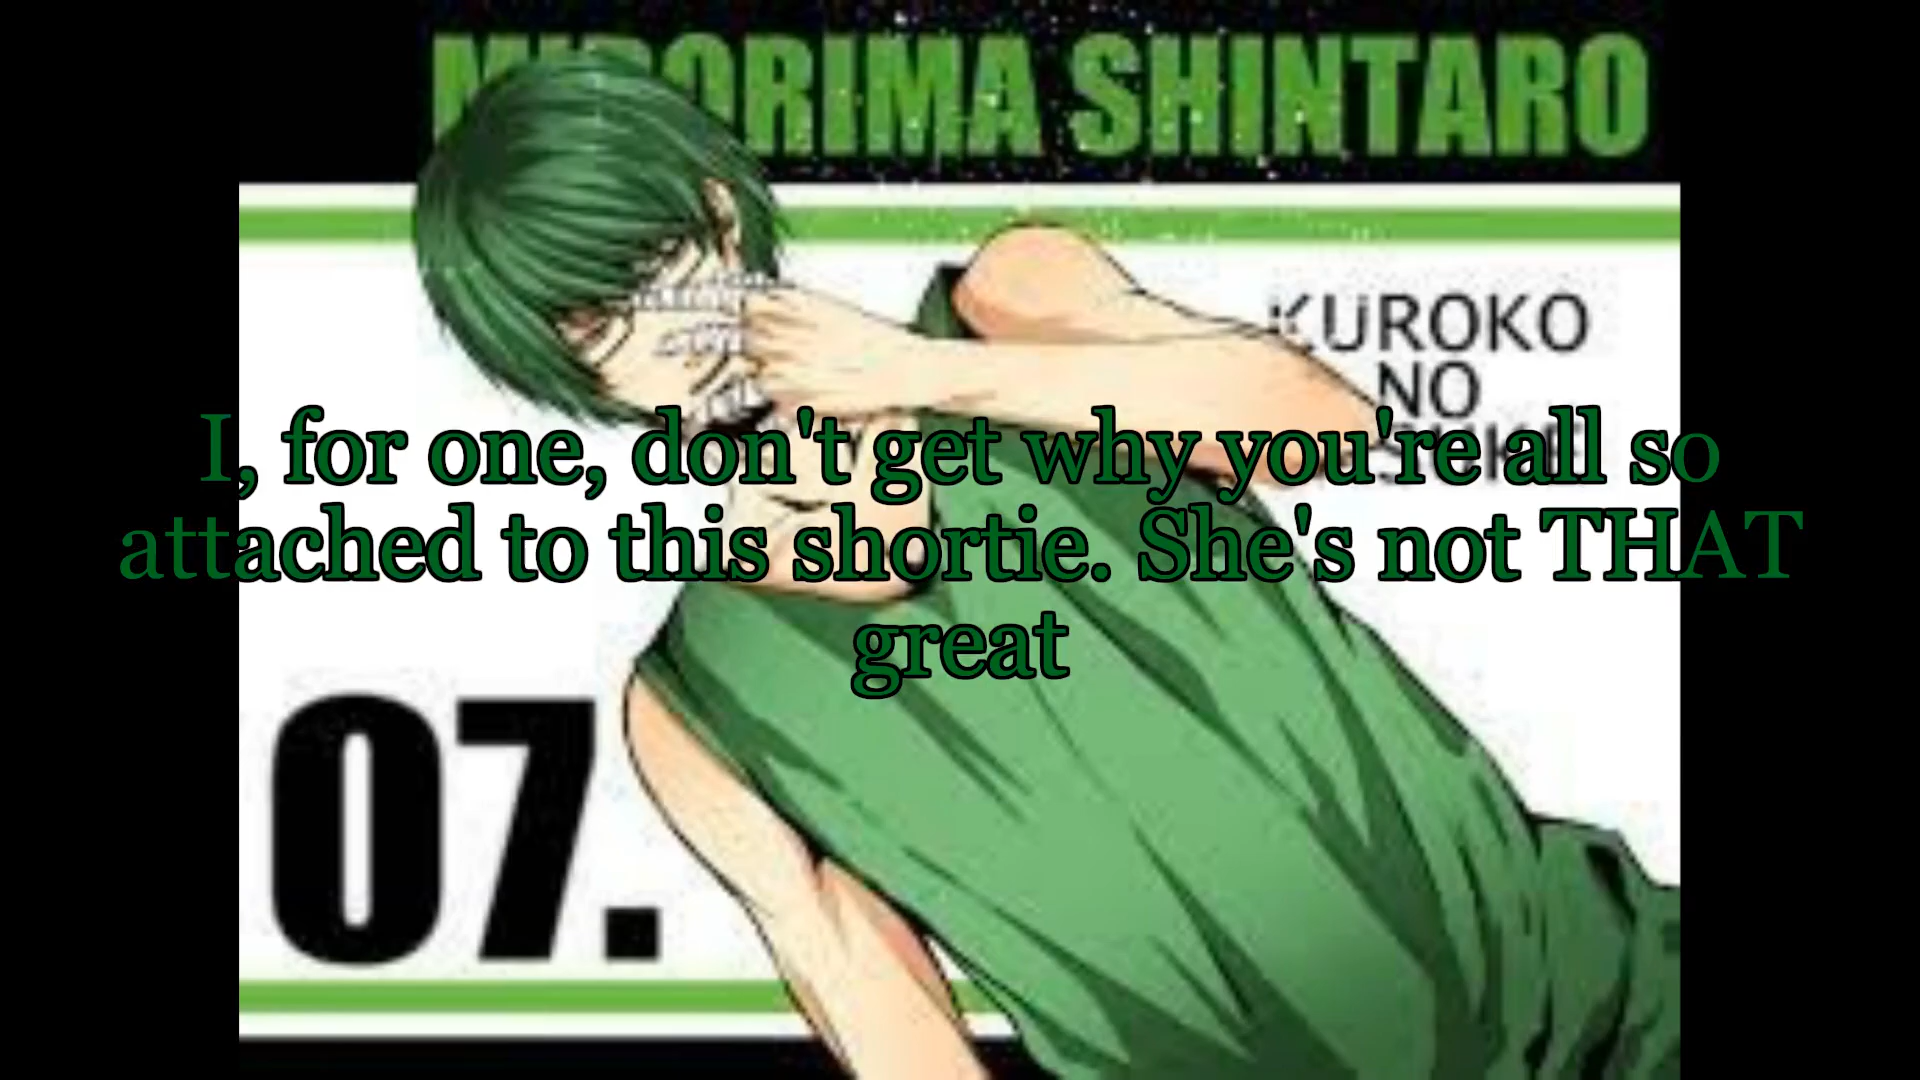 MIDORIMA SHINTARO
KUROKO
NO
I, for one, don't get why you're all so
attached to this shortie. She's not THAT
great
07.